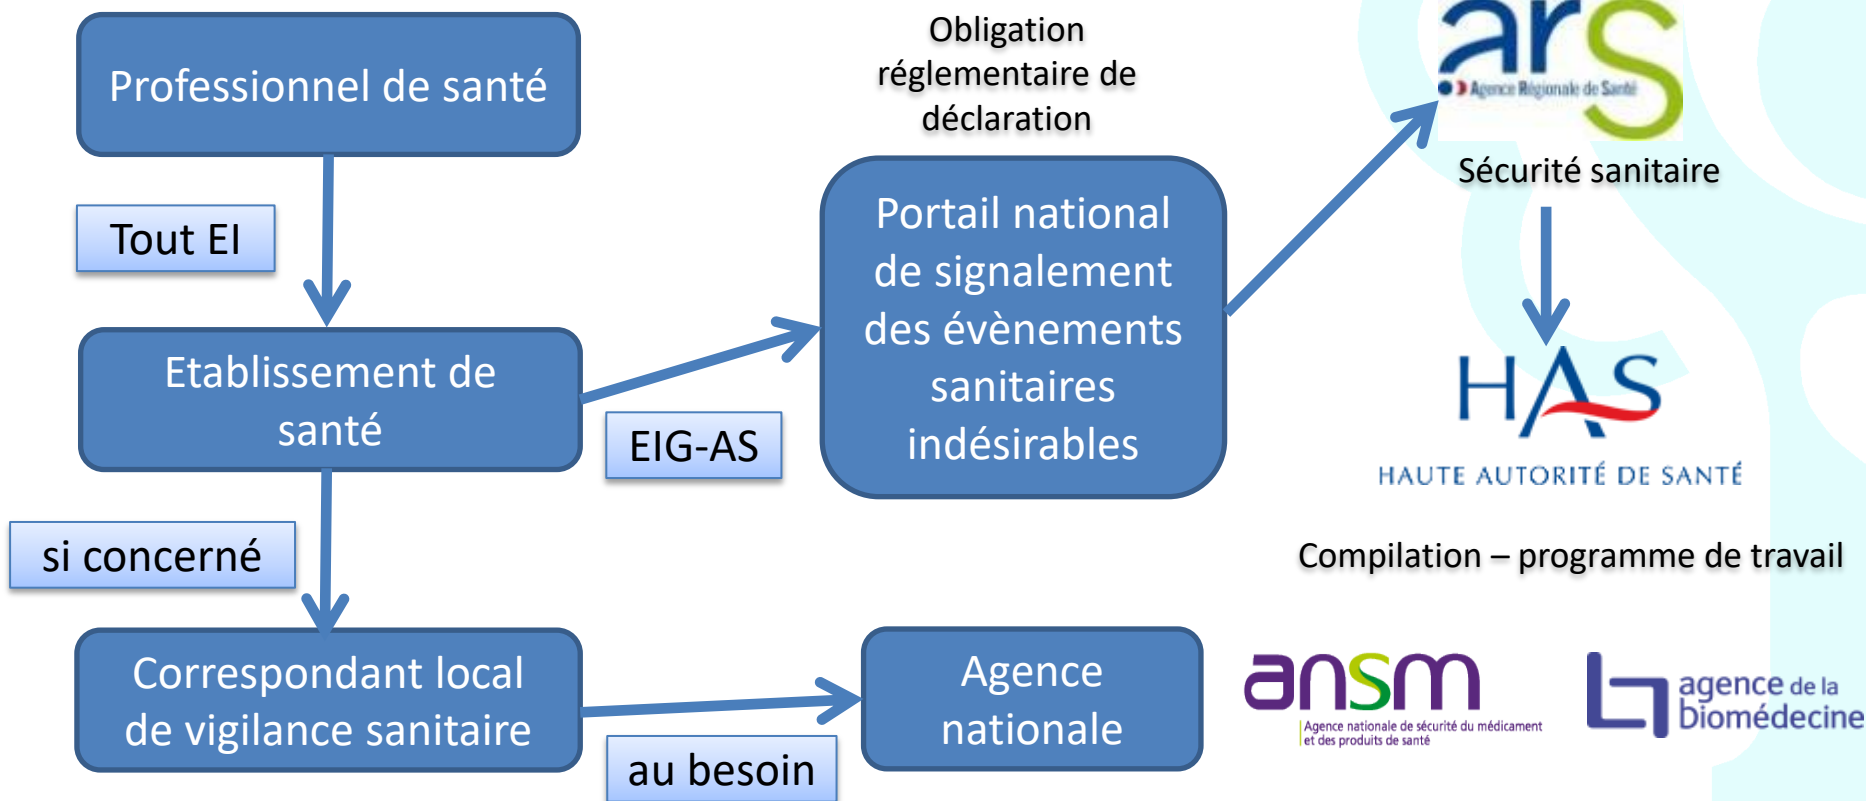 Professionnel de santé
Tout EI
Etablissement de
santé
si concerné
Correspondant local
de vigilance sanitaire
EIG-AS
au besoin
Obligation
réglementaire de
déclaration
Portail national
de signalement
des évènements
sanitaires
indésirables
Agence
nationale
ars
Agence Régionale de Santé
Sécurité sanitaire
HAS
HAUTE AUTORITÉ DE SANTÉ
Compilation – programme de travail
ansm
Agence nationale de sécurité du médicament
et des produits de santé
agence de la
biomédecine